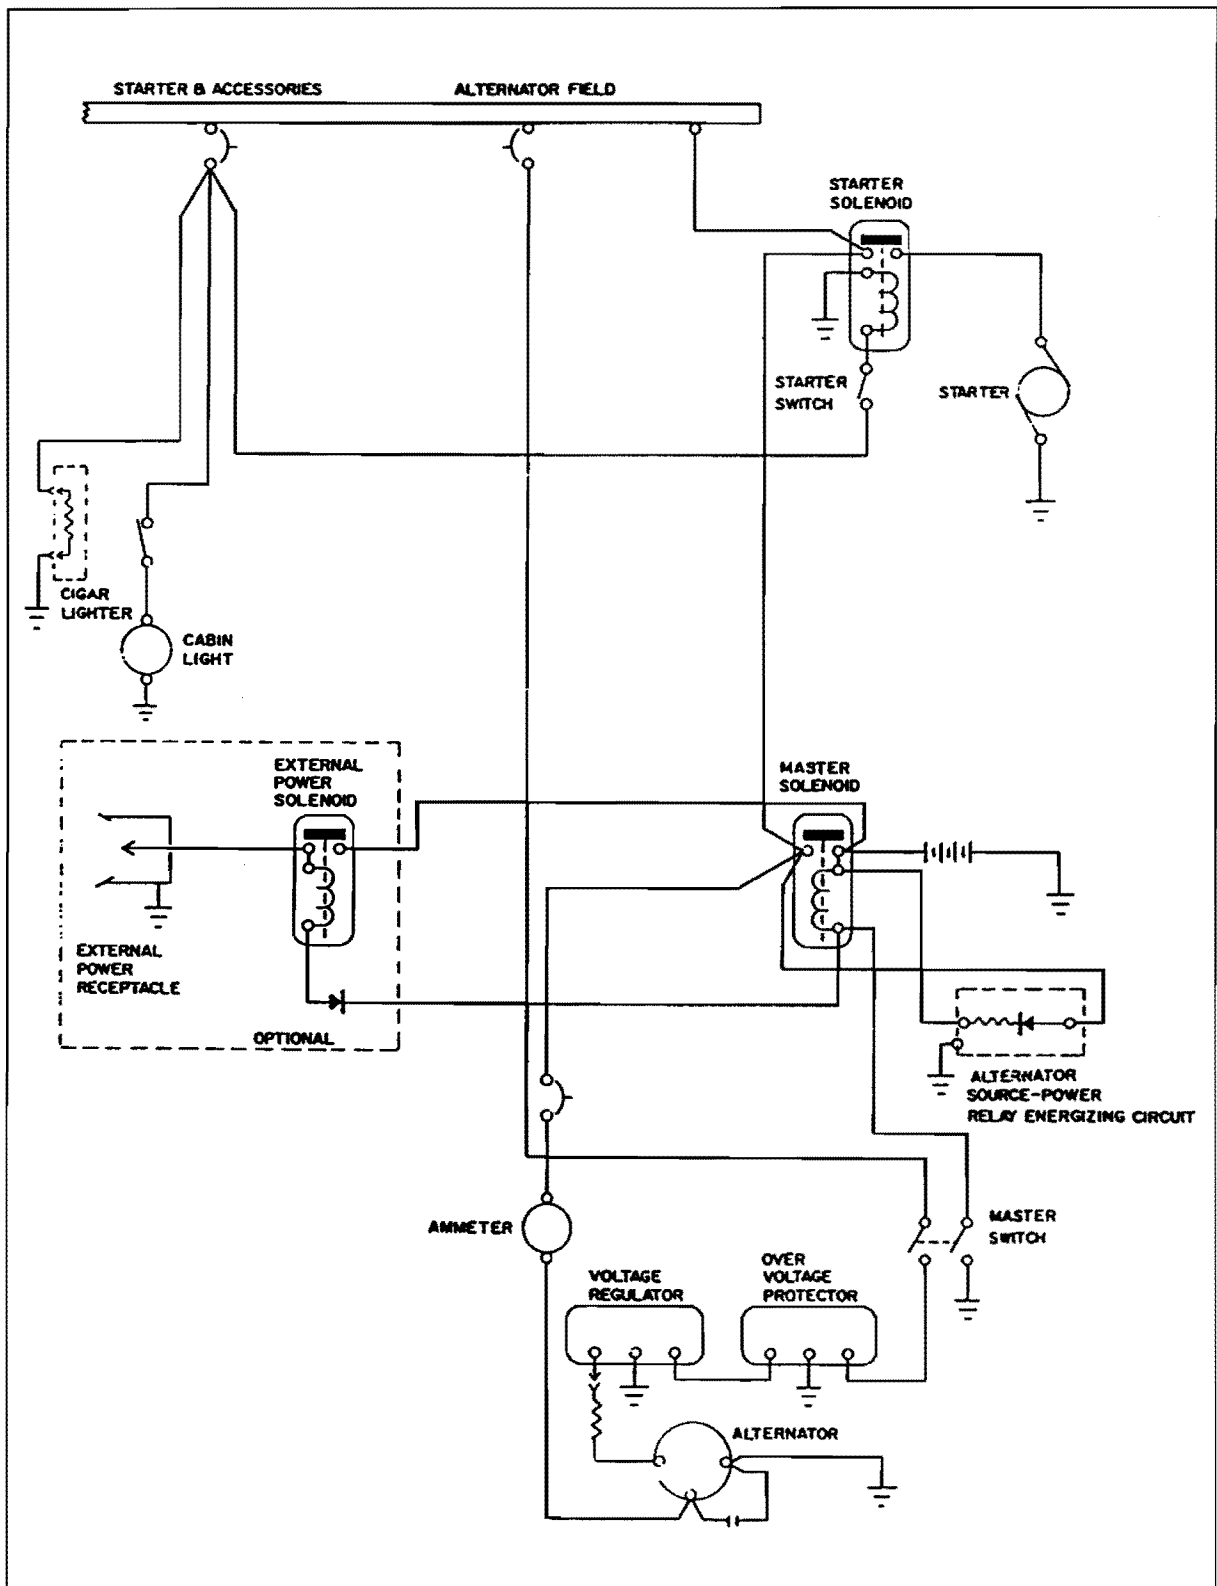 STARTER & ACCESSORIES
ALTERNATOR FIELD
STARTER
SOLENOID
STARTER
SWITCH
STARTER
CIGAR
LIGHTER
CABIN
LIGHT
EXTERNAL
POWER
SOLENOID
MASTER
SOLENOID
EXTERNAL
POWER
RECEPTACLE
OPTIONAL
ALTERNATOR
SOURCE-POWER
RELAY ENERGIZING CIRCUIT
AMMETER
MASTER
SWITCH
VOLTAGE
REGULATOR
OVER
VOLTAGE
PROTECTOR
ALTERNATOR